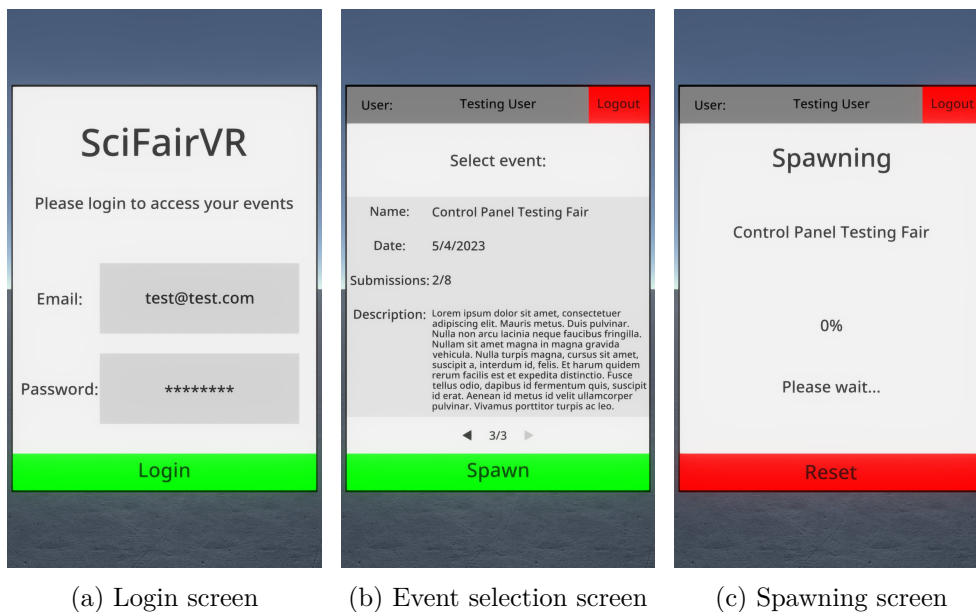 SciFairVR
Please login to access your events
Email: test@test.com
Password: ********
Login
User: Testing User Logout
Select event:
Name: Control Panel Testing Fair
Date: 5/4/2023
Submissions: 2/8
Description: Lorem ipsum dolor sit amet, consectetuer
adipiscing elit. Mauris metus. Duis pulvinar.
Nulla non arcu lacinia neque faucibus fringilla.
Nullam sit amet magna in magna gravida
vehicula. Nulla turpis magna, cursus sit amet,
suscipit a, interdum id, felis. Et harum quidem
rerum facilis est et expedita distinctio. Fusce
tellus odio, dapibus id fermentum quis, suscipit
id erat. Aenean id metus id velit ullamcorper
pulvinar. Vivamus porttitor turpis ac leo.
3/3
Spawn
User: Testing User Logout
Spawning
Control Panel Testing Fair
0%
Please wait...
Reset
(a) Login screen
(b) Event selection screen
(c) Spawning screen